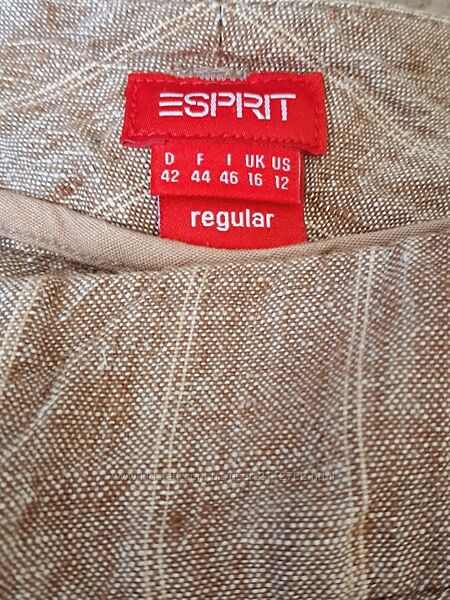 ESPRIT
D F I UK US
42 44 46 16 12
regular